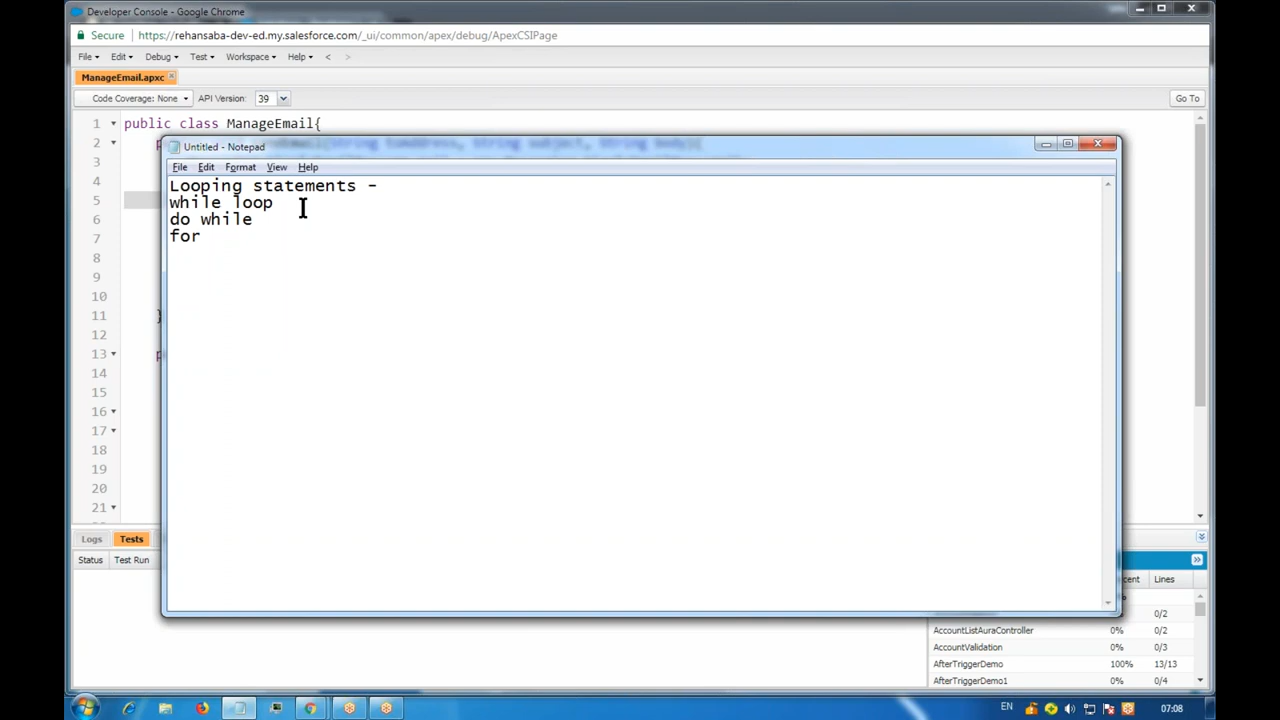 Developer Console - Google Chrome
Secure https://rehansaba-dev-ed.my.salesforce.com/_ui/common/apex/debug/ApexCSIPage
File Edit Debug Test Workspace Help < >
ManageEmail.apxc
Code Coverage: None API Version: 39 Go To
1 public class ManageEmail{
2
3
4
5
6
7
8
9
10
11 }
12
13
14
15
16
17
18
19
20
21
Untitled - Notepad
File Edit Format View Help
Looping statements -
while loop
do while
for
Logs Tests
Status Test Run
Lines
0/2
AccountListAuraController 0% 0/2
AccountValidation 0% 0/3
AfterTriggerDemo 100% 13/13
AfterTriggerDemo1 0% 0/4
EN 07:08